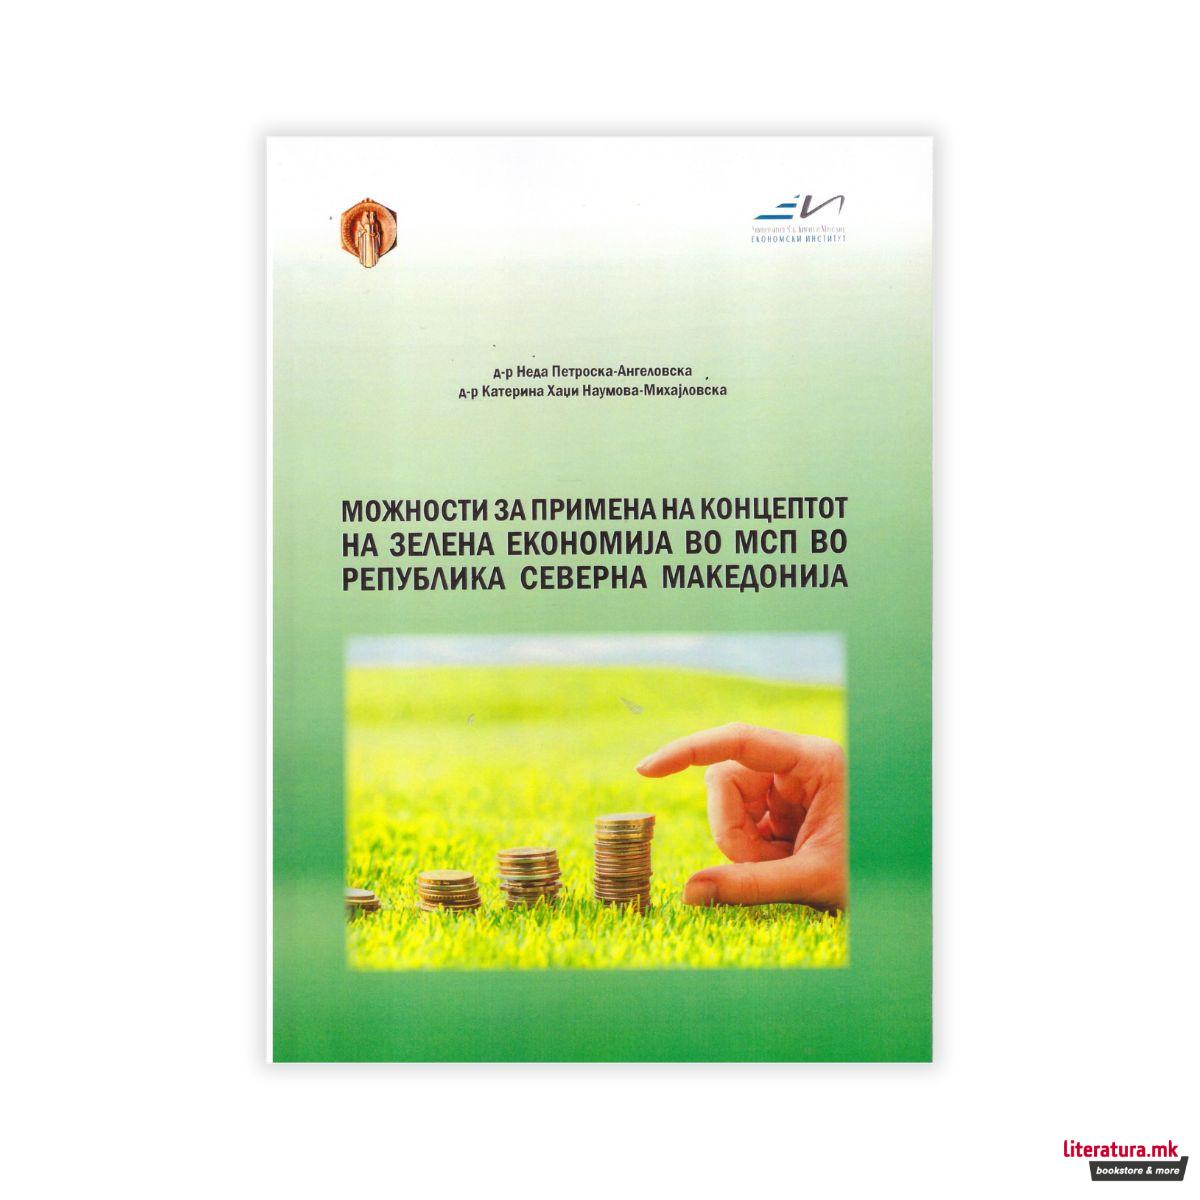 ЕКОНОМСКИ ИНСТИТУТ
д-р Неда Петроска-Ангеловска
д-р Катерина Хаџи Наумова-Михајловска
МОЖНОСТИ ЗА ПРИМЕНА НА КОНЦЕПТОТ
НА ЗЕЛЕНА ЕКОНОМИЈА ВО МСП ВО
РЕПУБЛИКА СЕВЕРНА МАКЕДОНИЈА
literatura.mk
bookstore & more